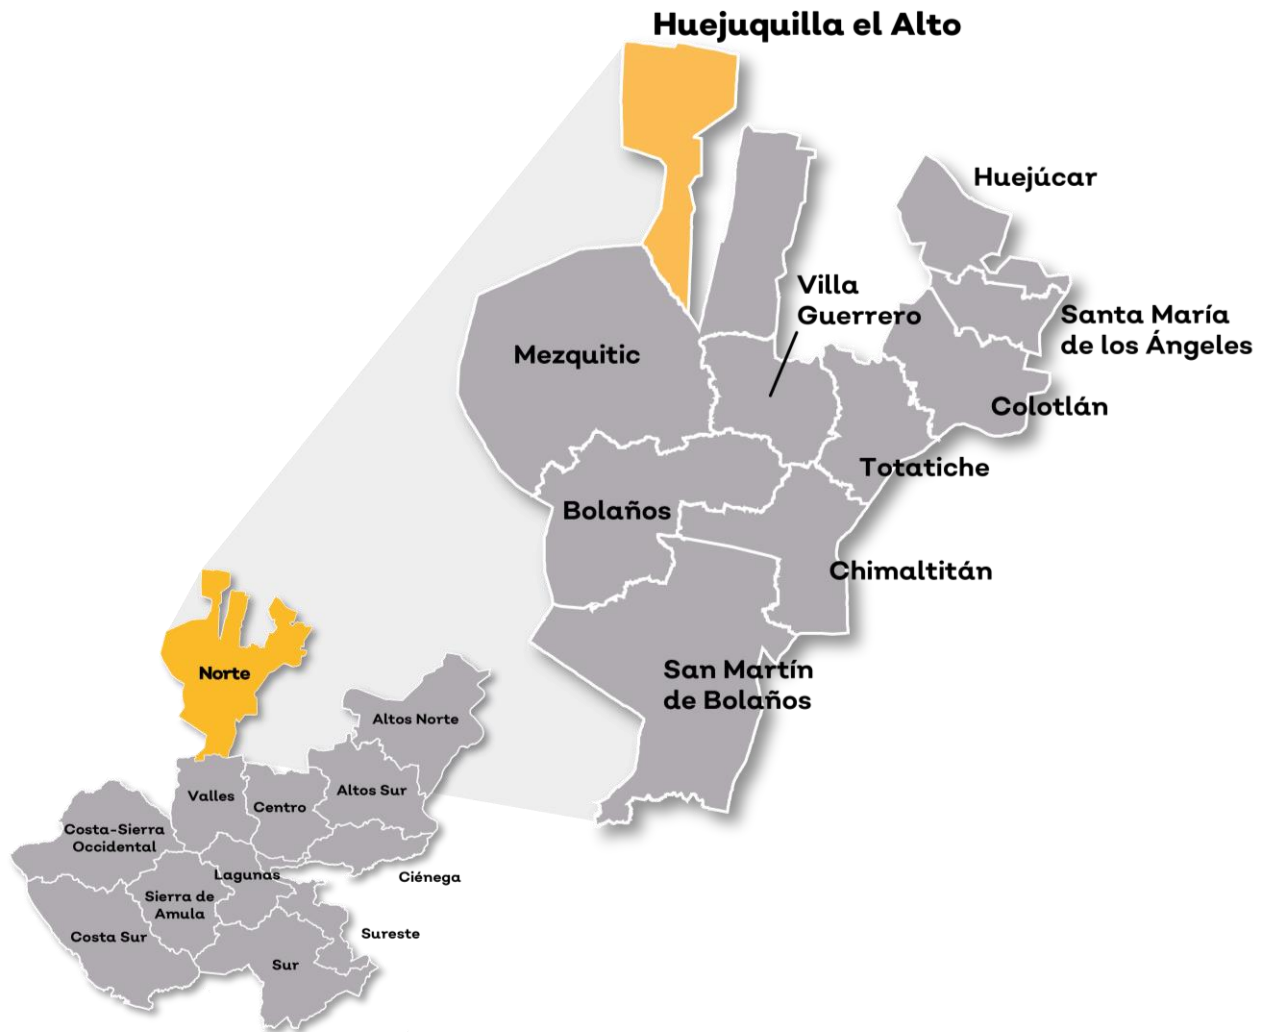 Huejuquilla el Alto
Huejúcar
Villa
Guerrero
Santa María
de los Ángeles
Mezquitic
Colotlán
Totatiche
Bolaños
Chimaltitán
San Martín
de Bolaños
Norte
Altos Norte
Altos Sur
Valles
Centro
Costa-Sierra
Occidental
Lagunas
Ciénega
Sierra de
Amula
Sureste
Costa Sur
Sur